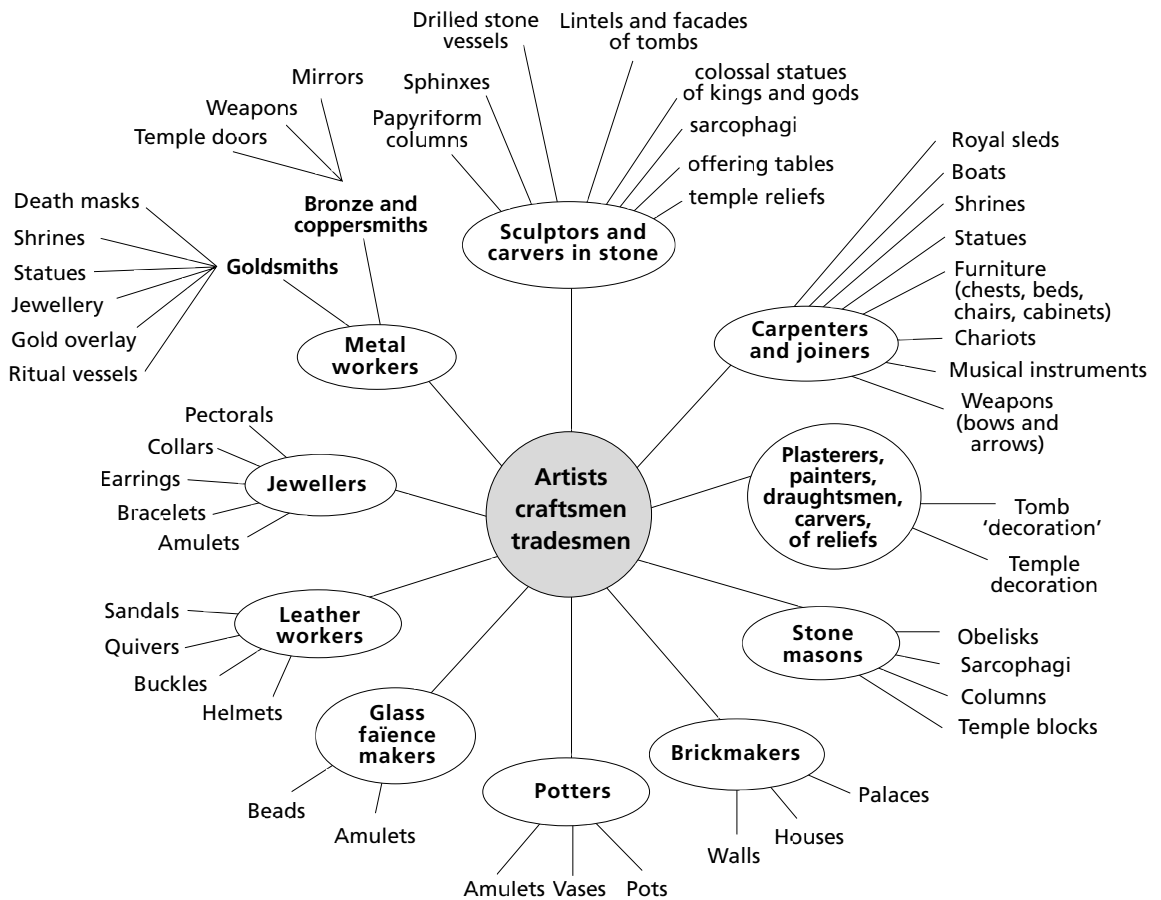 Artists
craftsmen
tradesmen
Sculptors and
carvers in stone
Papyriform
columns
Sphinxes
Drilled stone
vessels
Lintels and facades
of tombs
colossal statues
of kings and gods
sarcophagi
offering tables
temple reliefs
Carpenters
and joiners
Royal sleds
Boats
Shrines
Statues
Furniture
(chests, beds,
chairs, cabinets)
Chariots
Musical instruments
Weapons
(bows and
arrows)
Plasterers,
painters,
draughtsmen,
carvers,
of reliefs
Tomb
‘decoration’
Temple
decoration
Stone
masons
Obelisks
Sarcophagi
Columns
Temple blocks
Brickmakers
Palaces
Houses
Walls
Potters
Amulets
Vases
Pots
Glass
faïence
makers
Beads
Amulets
Leather
workers
Sandals
Quivers
Buckles
Helmets
Jewellers
Pectorals
Collars
Earrings
Bracelets
Amulets
Metal
workers
Goldsmiths
Death masks
Shrines
Statues
Jewellery
Gold overlay
Ritual vessels
Bronze and
coppersmiths
Temple doors
Weapons
Mirrors